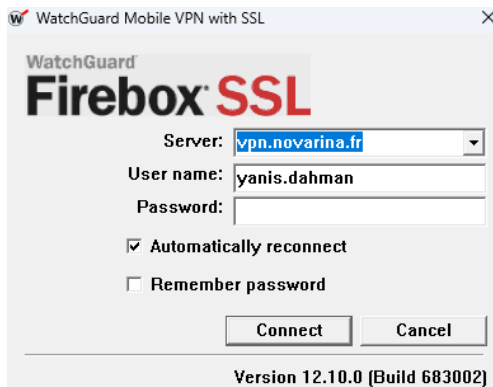 WatchGuard Mobile VPN with SSL
WatchGuard
Firebox SSL
Server: vpn.novarina.fr
User name: yanis.dahman
Password:
Automatically reconnect
Remember password
Connect Cancel
Version 12.10.0 (Build 683002)